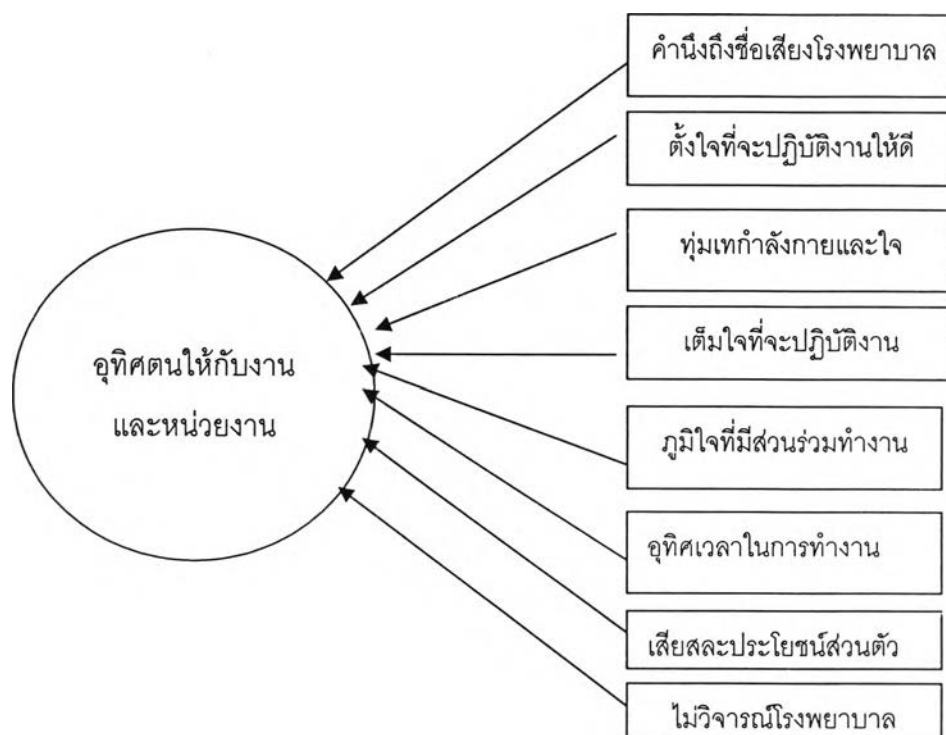 คำนึงถึงชื่อเสียงโรงพยาบาล
ตั้งใจที่จะปฏิบัติงานให้ดี
ทุ่มเทกำลังกายและใจ
เต็มใจที่จะปฏิบัติงาน
อุทิศตนให้กับงาน
และหน่วยงาน
ภูมิใจที่มีส่วนร่วมทำงาน
อุทิศเวลาในการทำงาน
เสียสละประโยชน์ส่วนตัว
ไม่วิจารณ์โรงพยาบาล